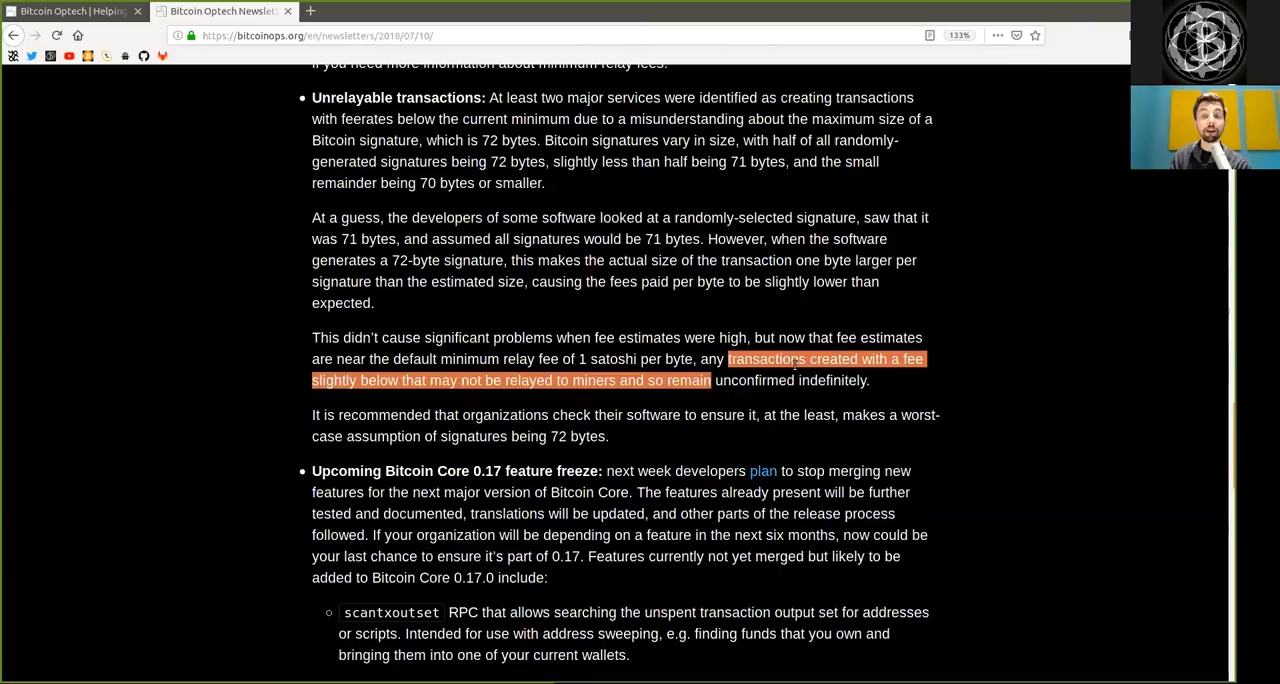 Bitcoin Optech | Helping
Bitcoin Optech Newslett
https://bitcoinops.org/en/newsletters/2018/07/10/
133%
if you need more information about minimum relay fees.
Unrelayable transactions: At least two major services were identified as creating transactions
with feerates below the current minimum due to a misunderstanding about the maximum size of a
Bitcoin signature, which is 72 bytes. Bitcoin signatures vary in size, with half of all randomly-
generated signatures being 72 bytes, slightly less than half being 71 bytes, and the small
remainder being 70 bytes or smaller.
At a guess, the developers of some software looked at a randomly-selected signature, saw that it
was 71 bytes, and assumed all signatures would be 71 bytes. However, when the software
generates a 72-byte signature, this makes the actual size of the transaction one byte larger per
signature than the estimated size, causing the fees paid per byte to be slightly lower than
expected.
This didn’t cause significant problems when fee estimates were high, but now that fee estimates
are near the default minimum relay fee of 1 satoshi per byte, any transactions created with a fee
slightly below that may not be relayed to miners and so remain unconfirmed indefinitely.
It is recommended that organizations check their software to ensure it, at the least, makes a worst-
case assumption of signatures being 72 bytes.
Upcoming Bitcoin Core 0.17 feature freeze: next week developers plan to stop merging new
features for the next major version of Bitcoin Core. The features already present will be further
tested and documented, translations will be updated, and other parts of the release process
followed. If your organization will be depending on a feature in the next six months, now could be
your last chance to ensure it’s part of 0.17. Features currently not yet merged but likely to be
added to Bitcoin Core 0.17.0 include:
scantxoutset RPC that allows searching the unspent transaction output set for addresses
or scripts. Intended for use with address sweeping, e.g. finding funds that you own and
bringing them into one of your current wallets.